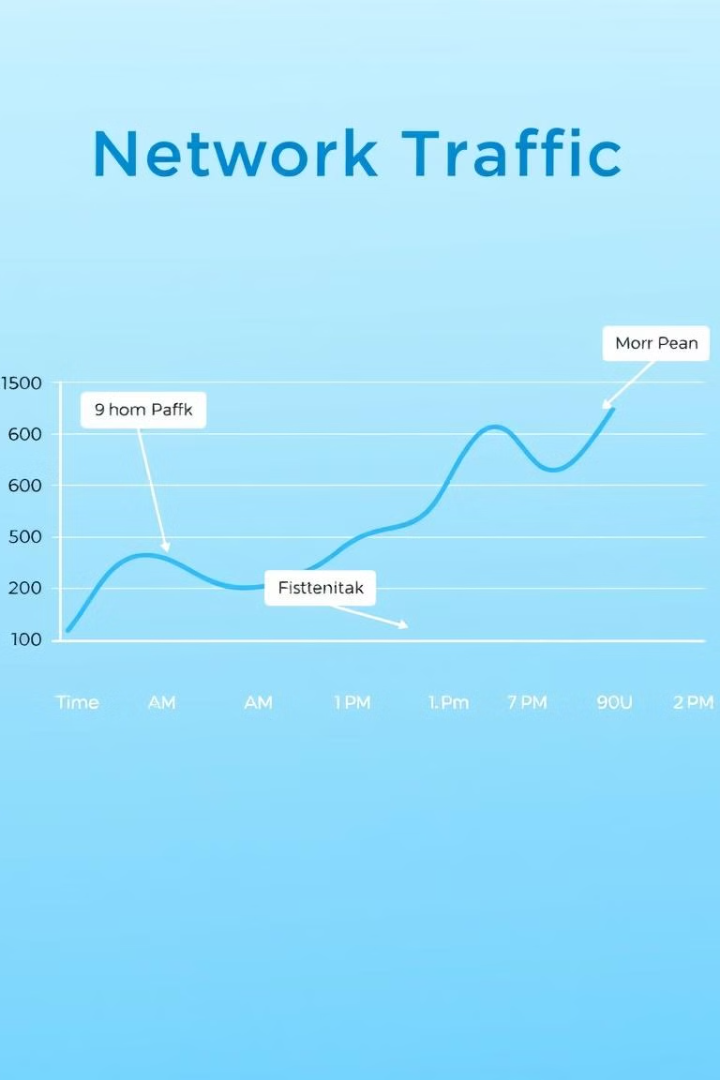 Network Traffic
Morr Pean
1500
9 hom Paffk
600
600
500
200
Fisttenitak
100
Time AM AM 1 PM 1.Pm 7 PM 90U 2 PM